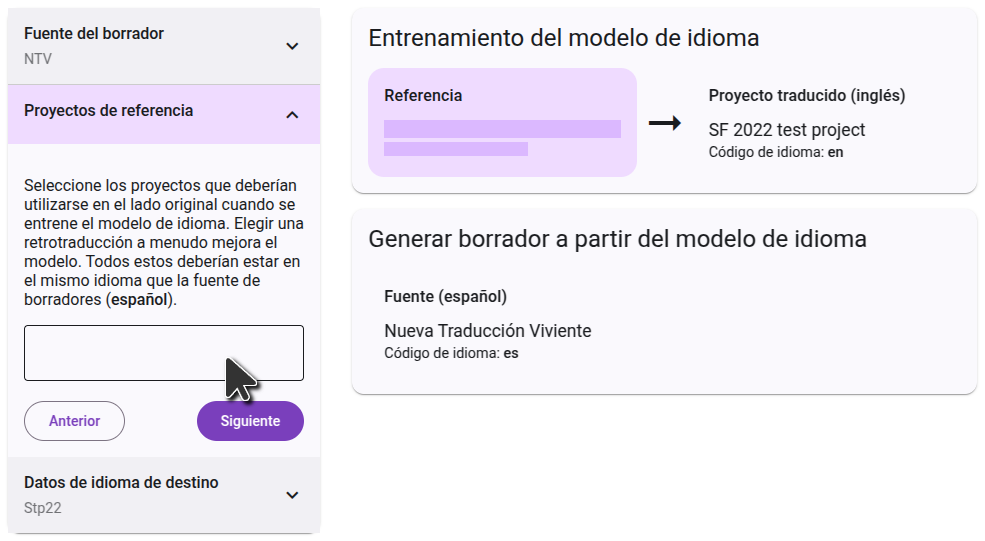 Fuente del borrador
NTV
Proyectos de referencia
Seleccione los proyectos que deberían
utilizarse en el lado original cuando se
entrene el modelo de idioma. Elegir una
retrotraducción a menudo mejora el
modelo. Todos estos deberían estar en
el mismo idioma que la fuente de
borradores (español).
Anterior
Siguiente
Datos de idioma de destino
Stp22
Entrenamiento del modelo de idioma
Referencia
Proyecto traducido (inglés)
SF 2022 test project
Código de idioma: en
Generar borrador a partir del modelo de idioma
Fuente (español)
Nueva Traducción Viviente
Código de idioma: es